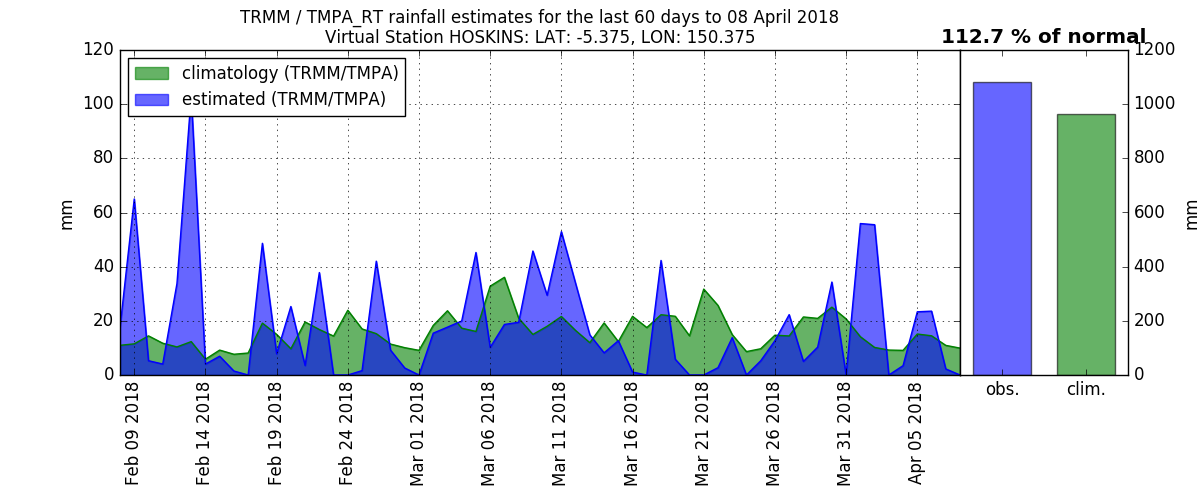 TRMM / TMPA_RT rainfall estimates for the last 60 days to 08 April 2018
Virtual Station HOSKINS: LAT: -5.375, LON: 150.375
112.7 % of normal
climatology (TRMM/TMPA)
estimated (TRMM/TMPA)
mm
120
100
80
60
40
20
0
Feb 09 2018
Feb 14 2018
Feb 19 2018
Feb 24 2018
Mar 01 2018
Mar 06 2018
Mar 11 2018
Mar 16 2018
Mar 21 2018
Mar 26 2018
Mar 31 2018
Apr 05 2018
obs.
clim.
1200
1000
800
600
400
200
0
mm